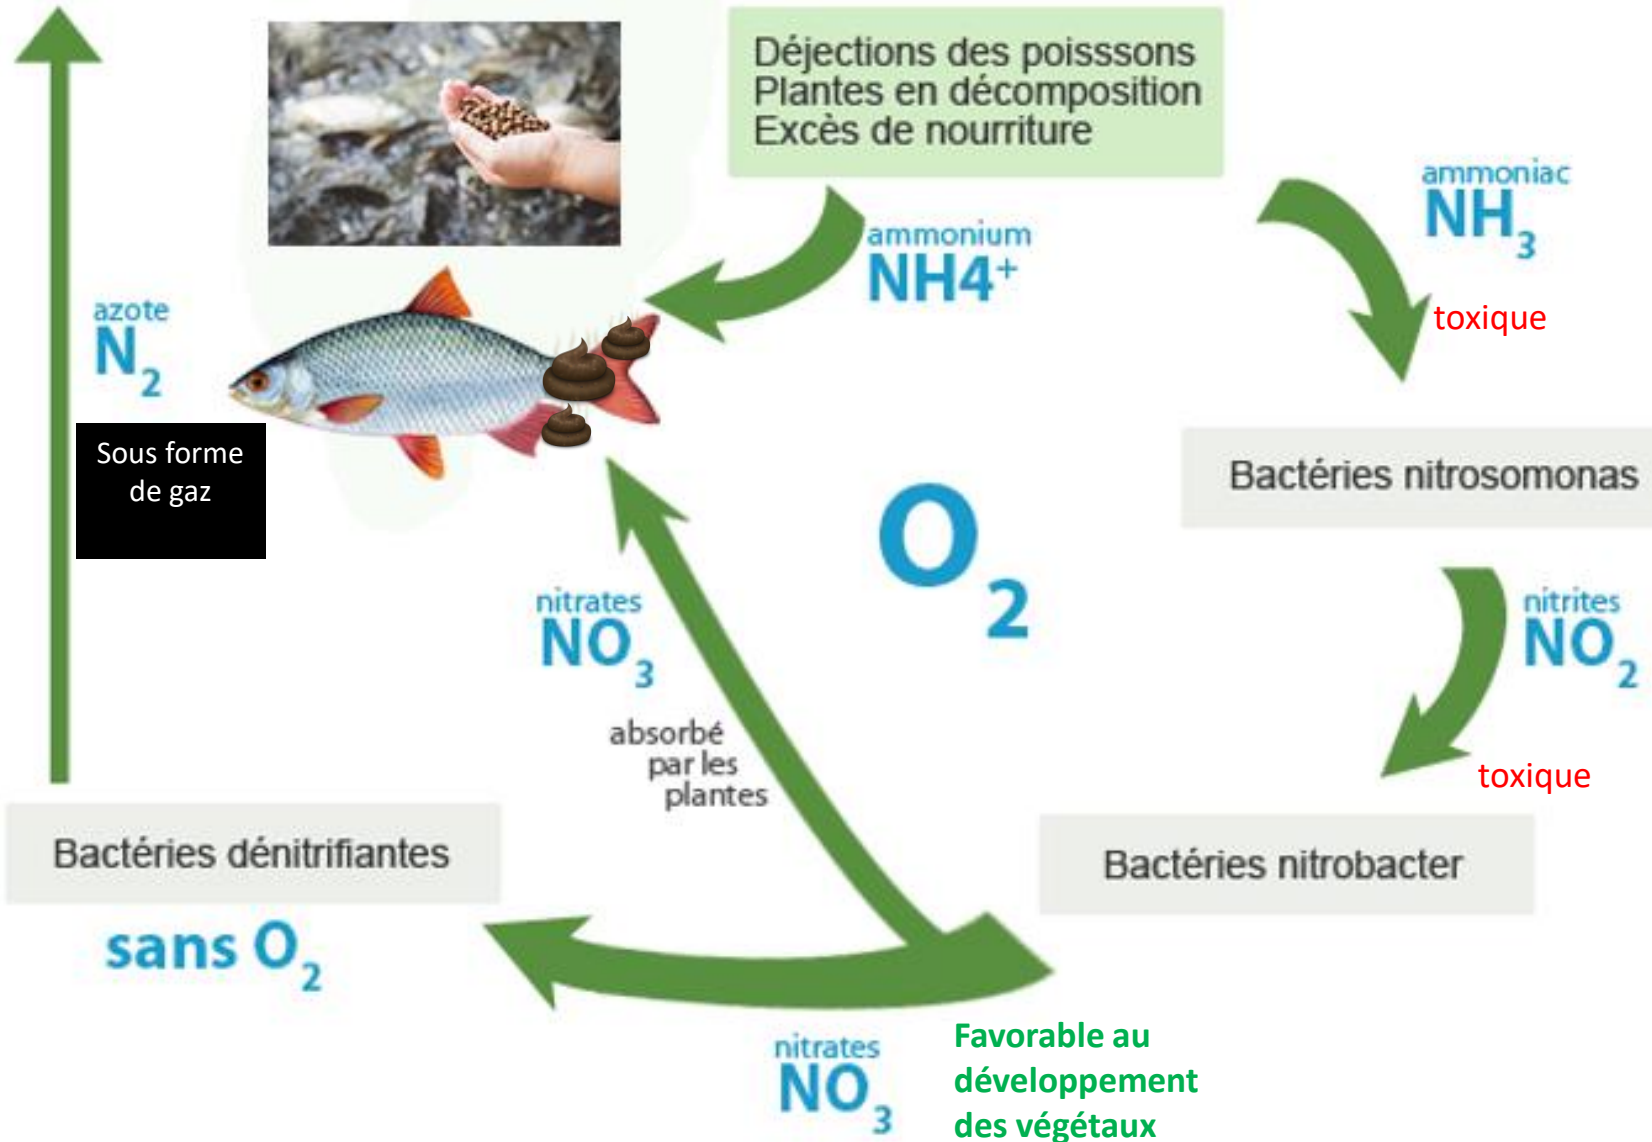 Déjections des poisssons
Plantes en décomposition
Excès de nourriture
ammonium
NH4⁺
ammoniac
NH₃
toxique
azote
N₂
Sous forme
de gaz
Bactéries nitrosomonas
O₂
nitrates
NO₃
absorbé
par les
plantes
nitrites
NO₂
toxique
Bactéries dénitrifiantes
sans O₂
Bactéries nitrobacter
nitrates
NO₃
Favorable au
développement
des végétaux